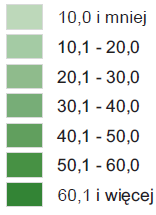 10,0 i mniej
10,1 - 20,0
20,1 - 30,0
30,1 - 40,0
40,1 - 50,0
50,1 - 60,0
60,1 i więcej